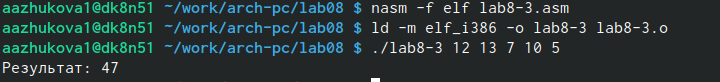 aazhukova1@dk8n51 ~/work/arch-pc/lab08 $ nasm -f elf lab8-3.asm
aazhukova1@dk8n51 ~/work/arch-pc/lab08 $ ld -m elf_i386 -o lab8-3 lab8-3.o
aazhukova1@dk8n51 ~/work/arch-pc/lab08 $ ./lab8-3 12 13 7 10 5
Результат: 47